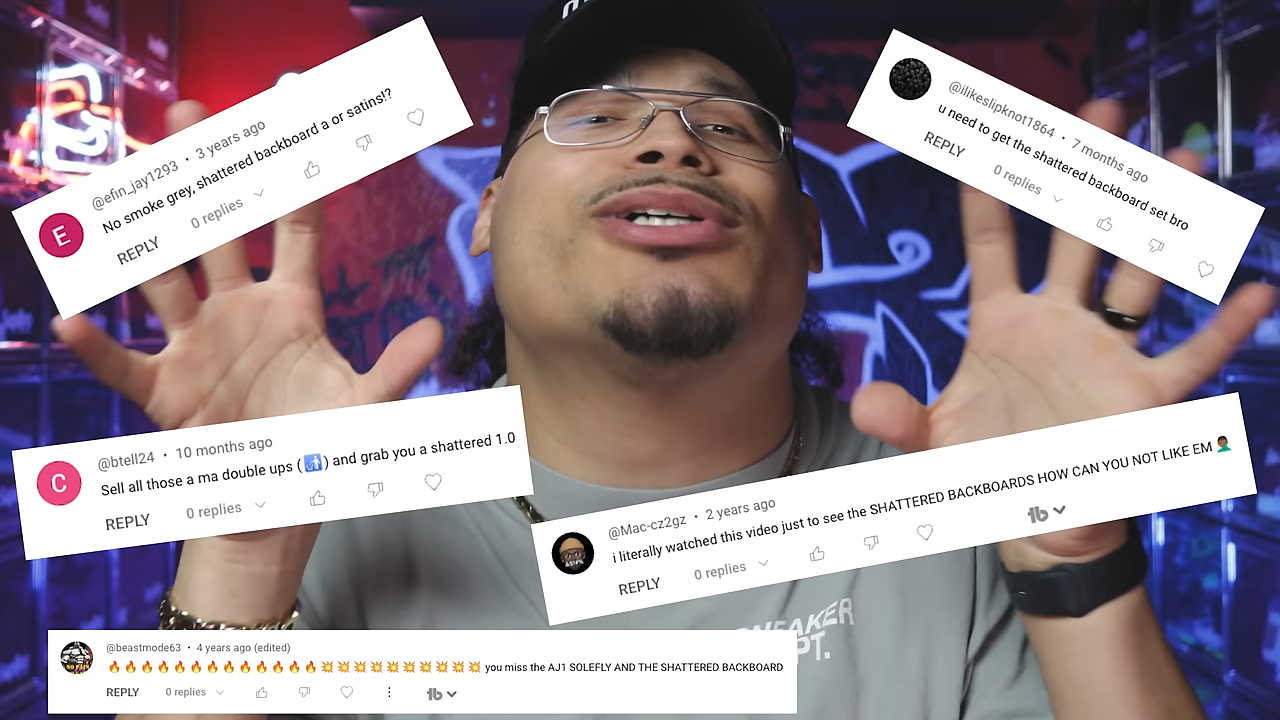 @efin_jay1293 • 3 years ago
No smoke grey, shattered backboard a or satins!?
REPLY 0 replies
E
@ilikeslipknot1864 • 7 months ago
u need to get the shattered backboard set bro
REPLY 0 replies
@btell24 • 10 months ago
Sell all those a ma double ups (🚮) and grab you a shattered 1.0
REPLY 0 replies
C
@Mac-cz2gz • 2 years ago
i literally watched this video just to see the SHATTERED BACKBOARDS HOW CAN YOU NOT LIKE EM 🤦🏾‍♂️
REPLY 0 replies
tb
@beastmode63 • 4 years ago (edited)
🔥🔥🔥🔥🔥🔥🔥🔥🔥🔥🔥🔥🔥💥💥💥💥💥💥💥💥💥💥 you miss the AJ1 SOLEFLY AND THE SHATTERED BACKBOARD
REPLY 0 replies
tb